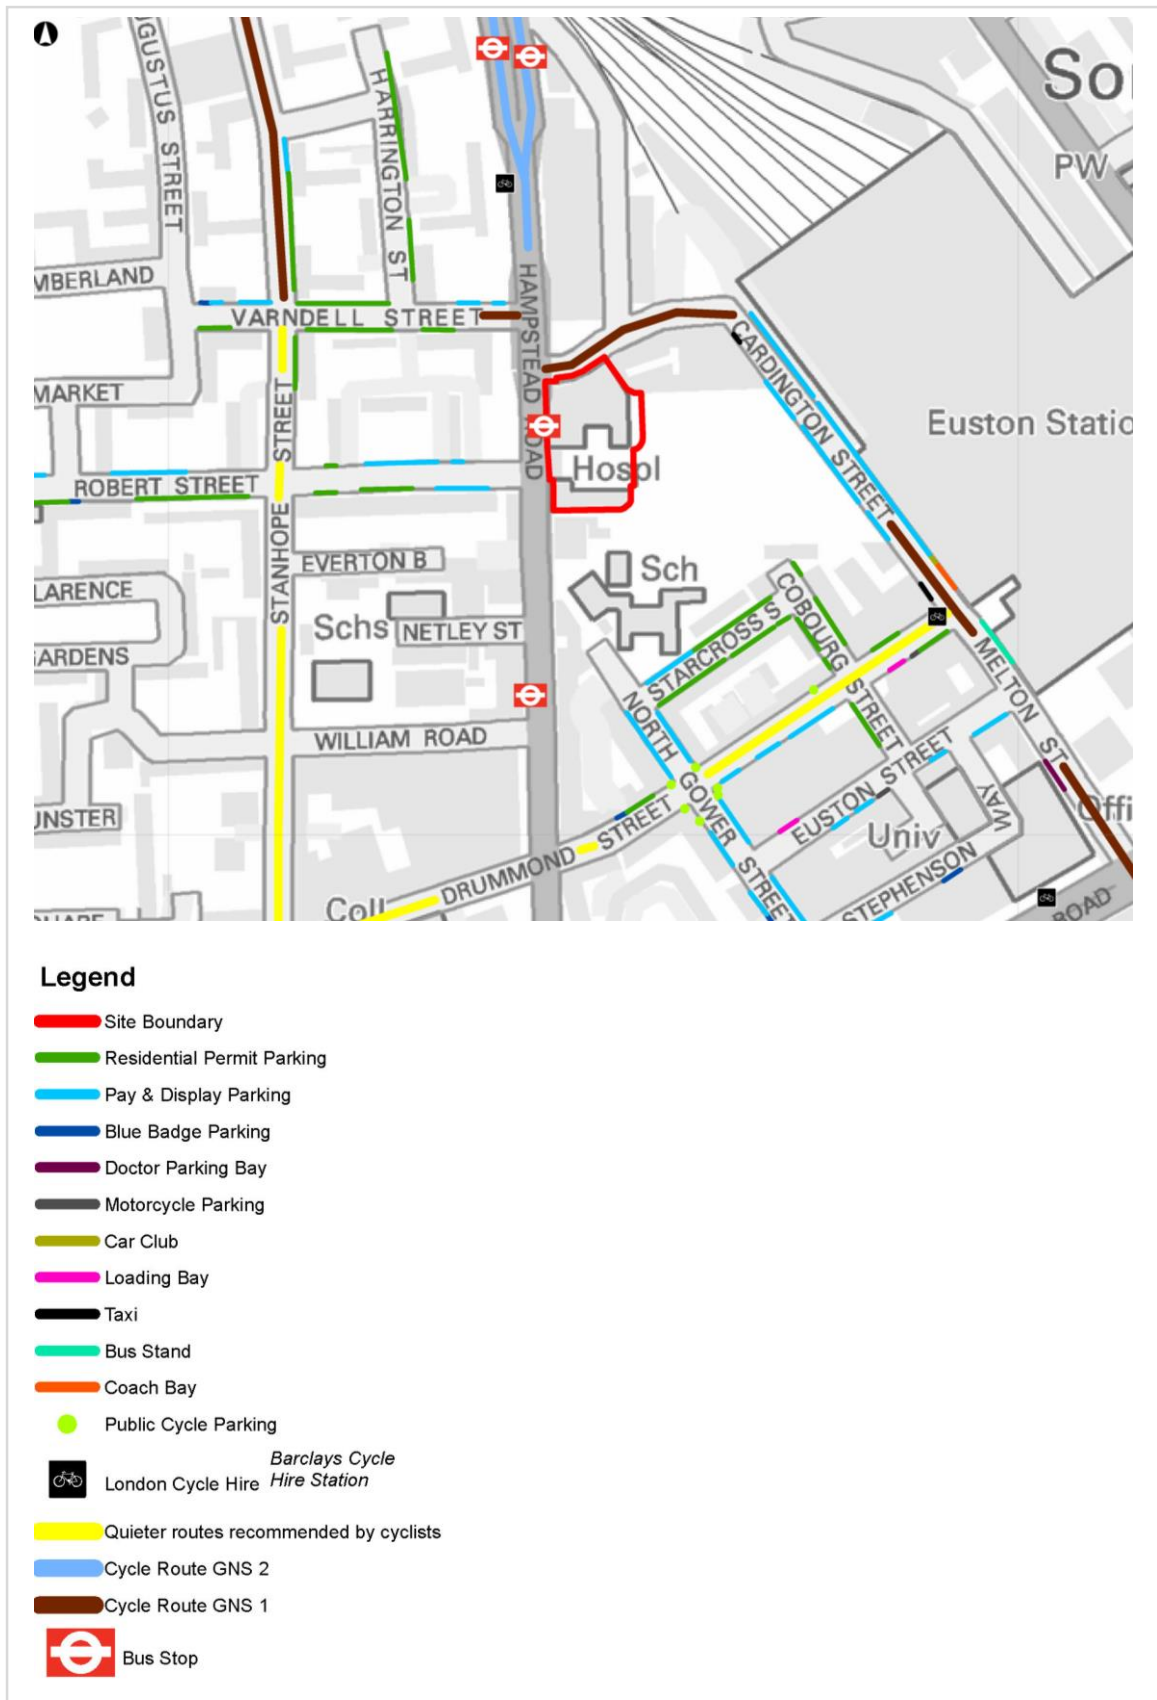 GUSTUS STREET
HARRINGTON ST
Sor
PW
MBERLAND
VARNDELL STREET
HAMPSTEAD ROAD
CARDINGTON STREET
MARKET
STREET
Euston Statio
ROBERT STREET
Hospl
STANHOPE
EVERTON B
Sch
LARENCE
Schs
NETLEY ST
COBOURG STREET
STARCROSS S
ARDENS
NORTH GOWER STREET
MELTON ST
WILLIAM ROAD
EUSTON STREET
WAY
UNSTER
DRUMMOND STREET
Univ
Offi
STEPHENSON
Coll
ROAD
Legend
Site Boundary
Residential Permit Parking
Pay & Display Parking
Blue Badge Parking
Doctor Parking Bay
Motorcycle Parking
Car Club
Loading Bay
Taxi
Bus Stand
Coach Bay
Public Cycle Parking
Barclays Cycle
London Cycle Hire Hire Station
Quieter routes recommended by cyclists
Cycle Route GNS 2
Cycle Route GNS 1
Bus Stop